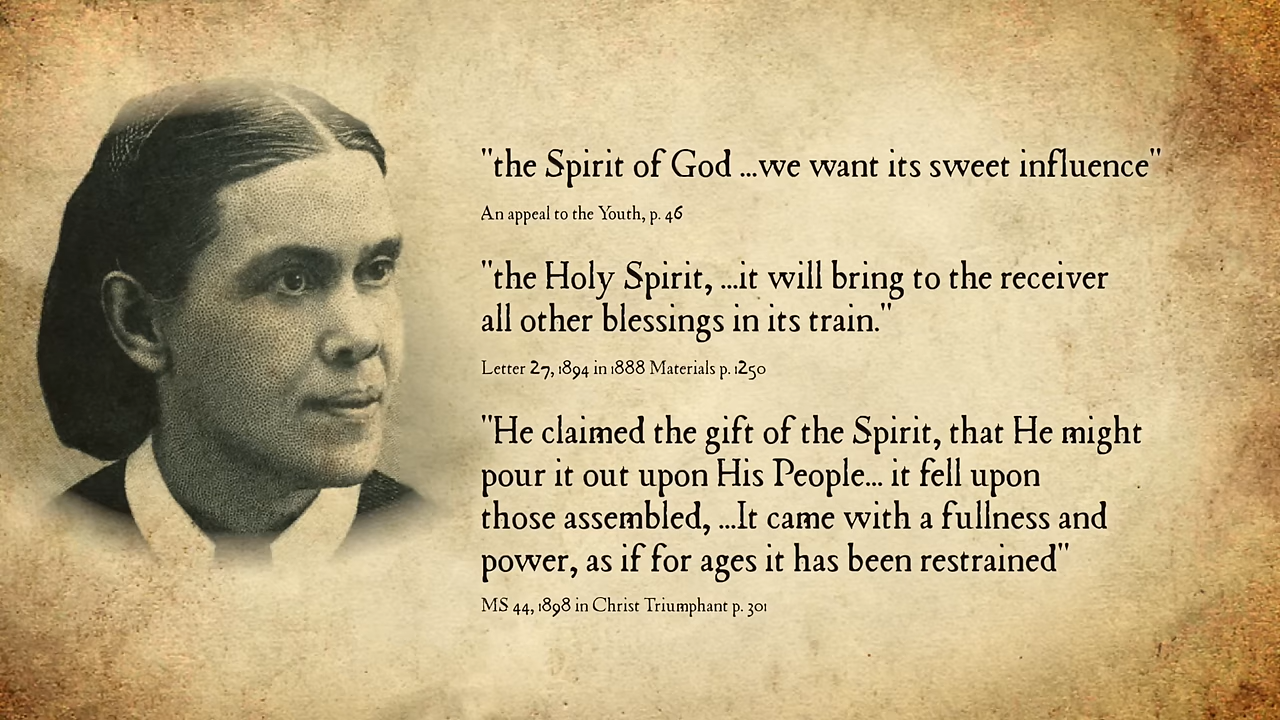 "the Spirit of God ...we want its sweet influence"
An appeal to the Youth, p. 46
"the Holy Spirit, ...it will bring to the receiver
all other blessings in its train."
Letter 27, 1894 in 1888 Materials p. 1250
"He claimed the gift of the Spirit, that He might
pour it out upon His People... it fell upon
those assembled, ...It came with a fullness and
power, as if for ages it has been restrained"
MS 44, 1898 in Christ Triumphant p. 301